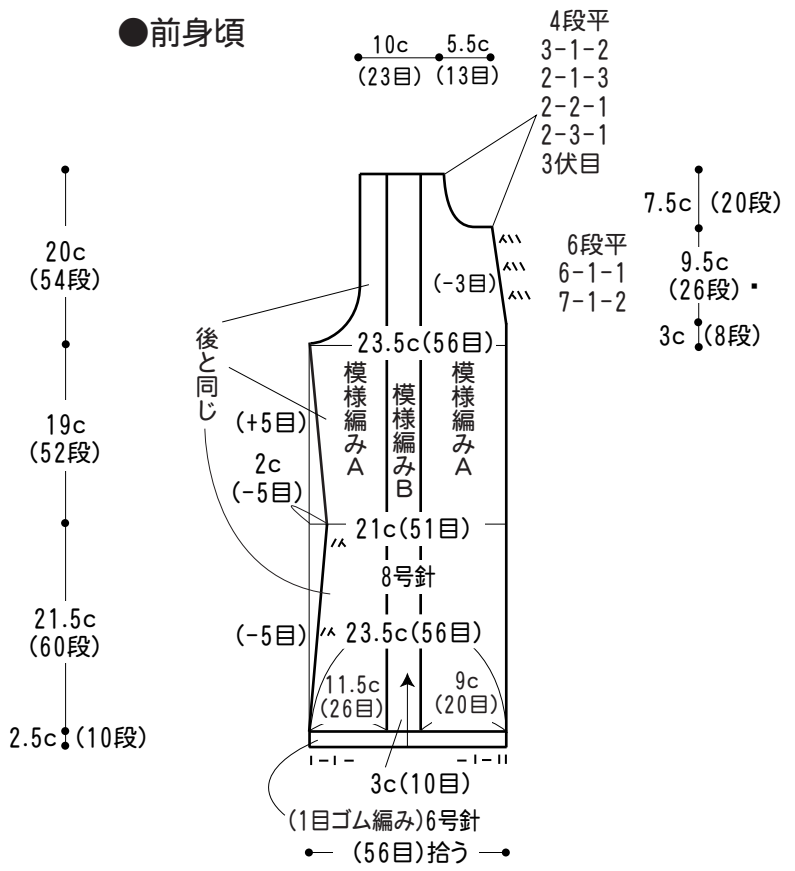 ●前身頃
10c
(23目)
5.5c
(13目)
4段平
3-1-2
2-1-3
2-2-1
2-3-1
3伏目
7.5c (20段)
6段平
6-1-1
7-1-2
9.5c
(26段)
3c (8段)
(-3目)
20c
(54段)
23.5c(56目)
後と同じ
模様編みA
模様編みB
模様編みA
(+5目)
19c
(52段)
2c
(-5目)
21c(51目)
8号針
21.5c
(60段)
(-5目)
23.5c(56目)
11.5c
(26目)
9c
(20目)
2.5c (10段)
3c(10目)
(1目ゴム編み)6号針
(56目)拾う